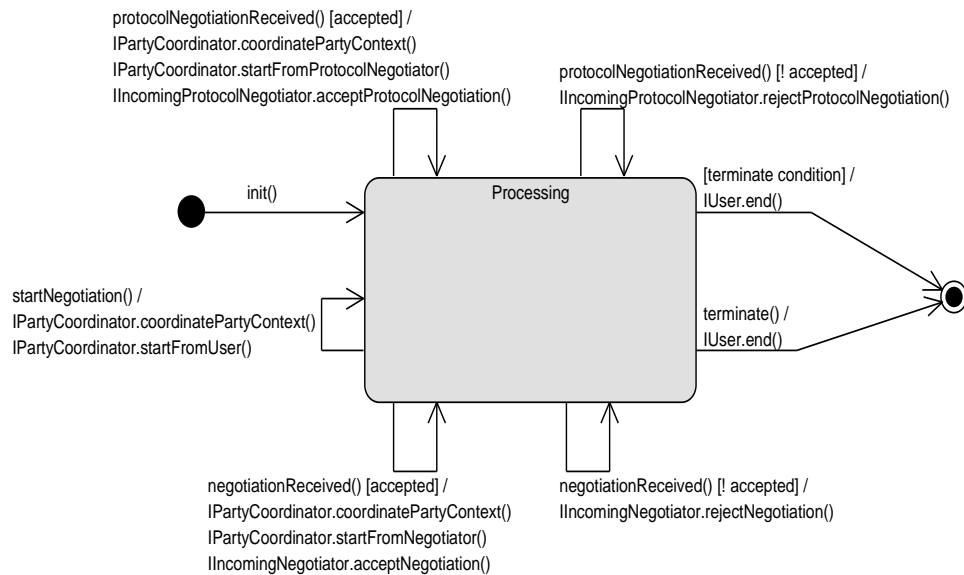 protocolNegotiationReceived() [accepted] /
IPartyCoordinator.coordinatePartyContext()
IPartyCoordinator.startFromProtocolNegotiator()
IIncomingProtocolNegotiator.acceptProtocolNegotiation()
protocolNegotiationReceived() [! accepted] /
IIncomingProtocolNegotiator.rejectProtocolNegotiation()
init()
Processing
[terminate condition] /
IUser.end()
startNegotiation() /
IPartyCoordinator.coordinatePartyContext()
IPartyCoordinator.startFromUser()
terminate() /
IUser.end()
negotiationReceived() [accepted] /
IPartyCoordinator.coordinatePartyContext()
IPartyCoordinator.startFromNegotiator()
IIncomingNegotiator.acceptNegotiation()
negotiationReceived() [! accepted] /
IIncomingNegotiator.rejectNegotiation()